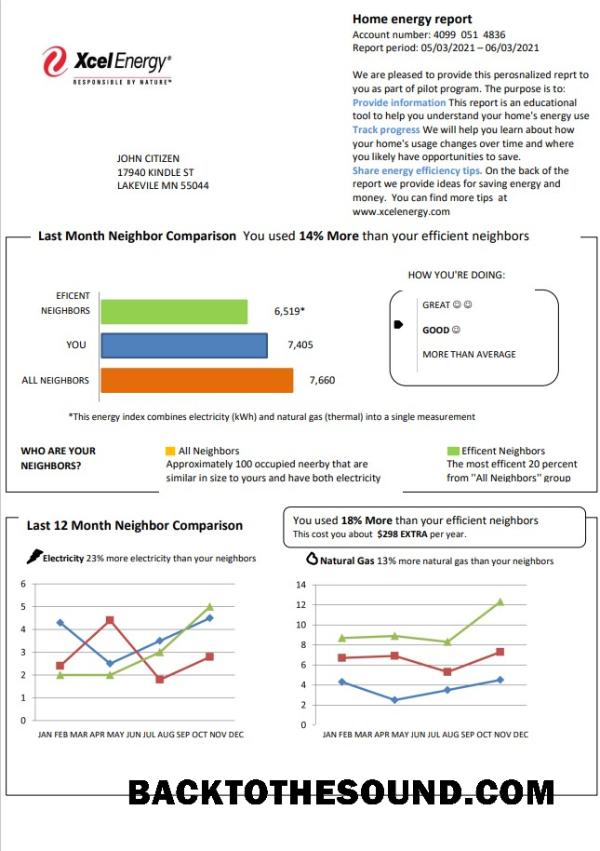 Home energy report
Account number: 4099 051 4836
Report period: 05/03/2021 – 06/03/2021
XcelEnergy®
RESPONSIBLE BY NATURE™
We are pleased to provide this perosnalized reprt to
you as part of pilot program. The purpose is to:
Provide information This report is an educational
tool to help you understand your home's energy use
Track progress We will help you learn about how
your home's usage changes over time and where
you likely have opportunities to save.
Share energy efficiency tips. On the back of the
report we provide ideas for saving energy and
money. You can find more tips at
www.xcelenergy.com
JOHN CITIZEN
17940 KINDLE ST
LAKEVILE MN 55044
Last Month Neighbor Comparison You used 14% More than your efficient neighbors
EFICENT
NEIGHBORS
6,519*
YOU
7,405
ALL NEIGHBORS
7,660
HOW YOU'RE DOING:
GREAT ☺ ☺
GOOD ☺
MORE THAN AVERAGE
*This energy index combines electricity (kWh) and natural gas (thermal) into a single measurement
WHO ARE YOUR
NEIGHBORS?
All Neighbors
Approximately 100 occupied neerby that are
similar in size to yours and have both electricity
Efficent Neighbors
The most efficent 20 percent
from "All Neighbors" group
Last 12 Month Neighbor Comparison
You used 18% More than your efficient neighbors
This cost you about $298 EXTRA per year.
Electricity 23% more electricity than your neighbors
6
5
4
3
2
1
0
JAN FEB MAR APR MAY JUN JUL AUG SEP OCT NOV DEC
Natural Gas 13% more natural gas than your neighbors
14
12
10
8
6
4
2
0
JAN FEB MAR APR MAY JUN JUL AUG SEP OCT NOV DEC
BACKTOTHESOUND.COM